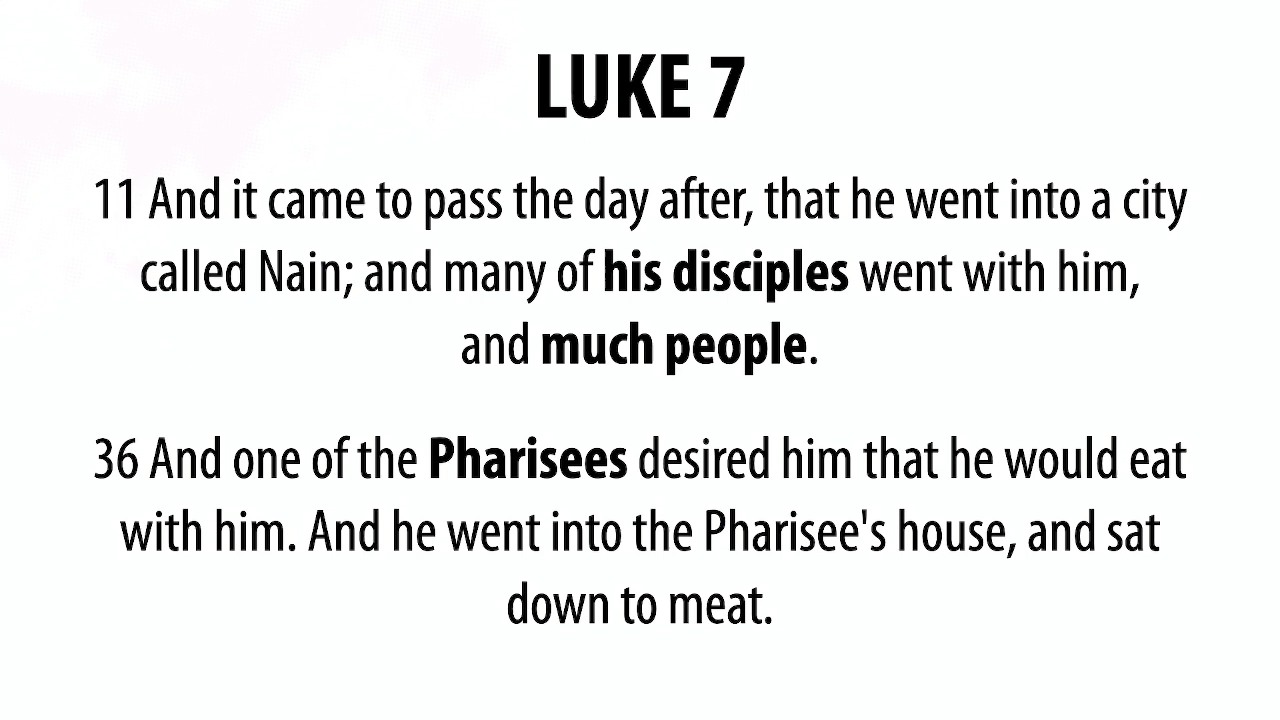 LUKE 7
11 And it came to pass the day after, that he went into a city
called Nain; and many of his disciples went with him,
and much people.
36 And one of the Pharisees desired him that he would eat
with him. And he went into the Pharisee's house, and sat
down to meat.